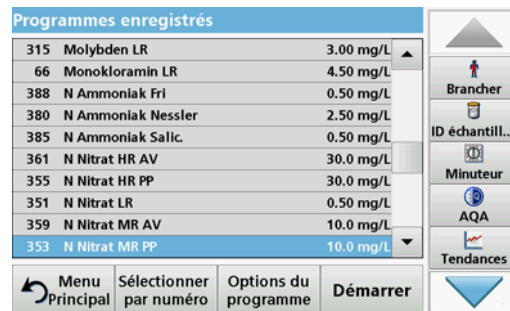 Programmes enregistrés
315 Molybden LR 3.00 mg/L
66 Monokloramin LR 4.50 mg/L
388 N Ammoniak Fri 0.50 mg/L
380 N Ammoniak Nessler 2.50 mg/L
385 N Ammoniak Salic. 0.50 mg/L
361 N Nitrat HR AV 30.0 mg/L
355 N Nitrat HR PP 30.0 mg/L
351 N Nitrat LR 0.50 mg/L
359 N Nitrat MR AV 10.0 mg/L
353 N Nitrat MR PP 10.0 mg/L
Brancher
ID échantill..
Minuteur
AQA
Tendances
Menu
Principal
Sélectionner
par numéro
Options du
programme
Démarrer